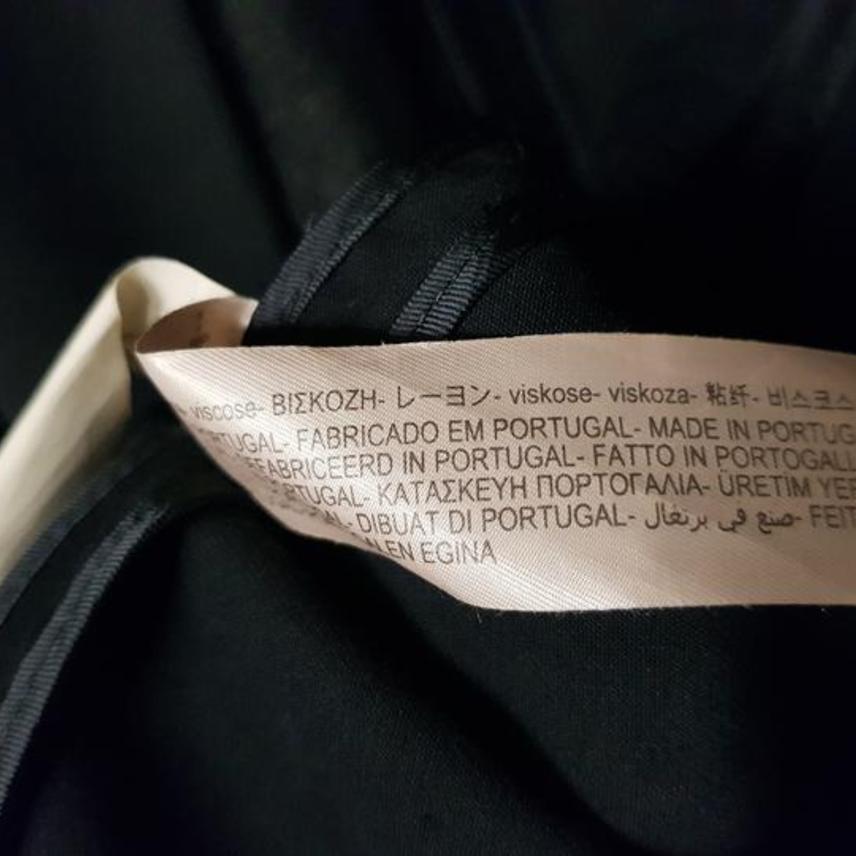 viscose- ΒΙΣΚΟΖΗ- レーヨン- viskose- viskoza- 粘纤- 비스코스
RTUGAL- FABRICADO EM PORTUGAL- MADE IN PORTUG
FABRICEERD IN PORTUGAL- FATTO IN PORTOGALL
RTUGAL- ΚΑΤΑΣΚΕΥΗ ΠΟΡΤΟΓΑΛΙΑ- ÜRETIM YER
DIBUAT DI PORTUGAL- صنع في برتغال- FEIT
EN EGINA